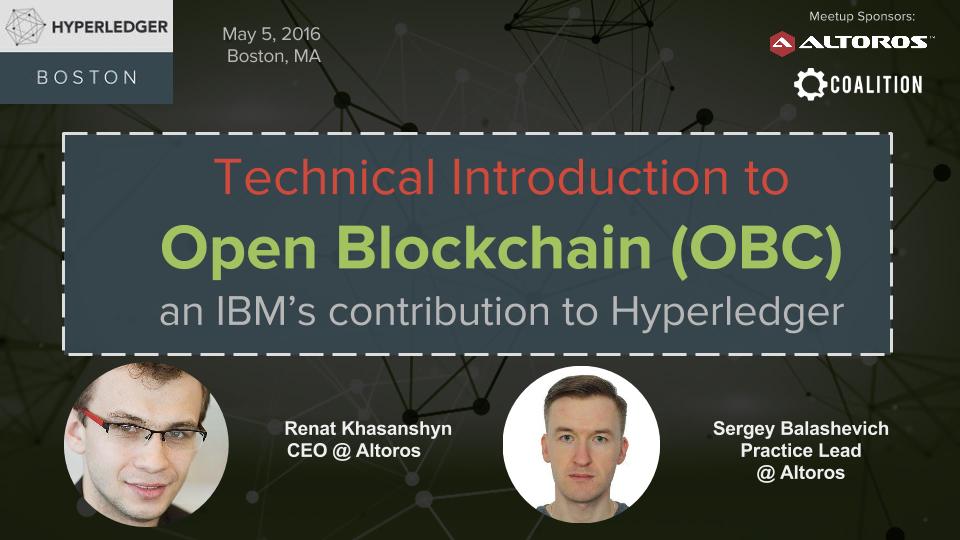 HYPERLEDGER
BOSTON
May 5, 2016
Boston, MA
Meetup Sponsors:
ALTOROS™
COALITION
Technical Introduction to
Open Blockchain (OBC)
an IBM's contribution to Hyperledger
Renat Khasanshyn
CEO @ Altoros
Sergey Balashevich
Practice Lead
@ Altoros